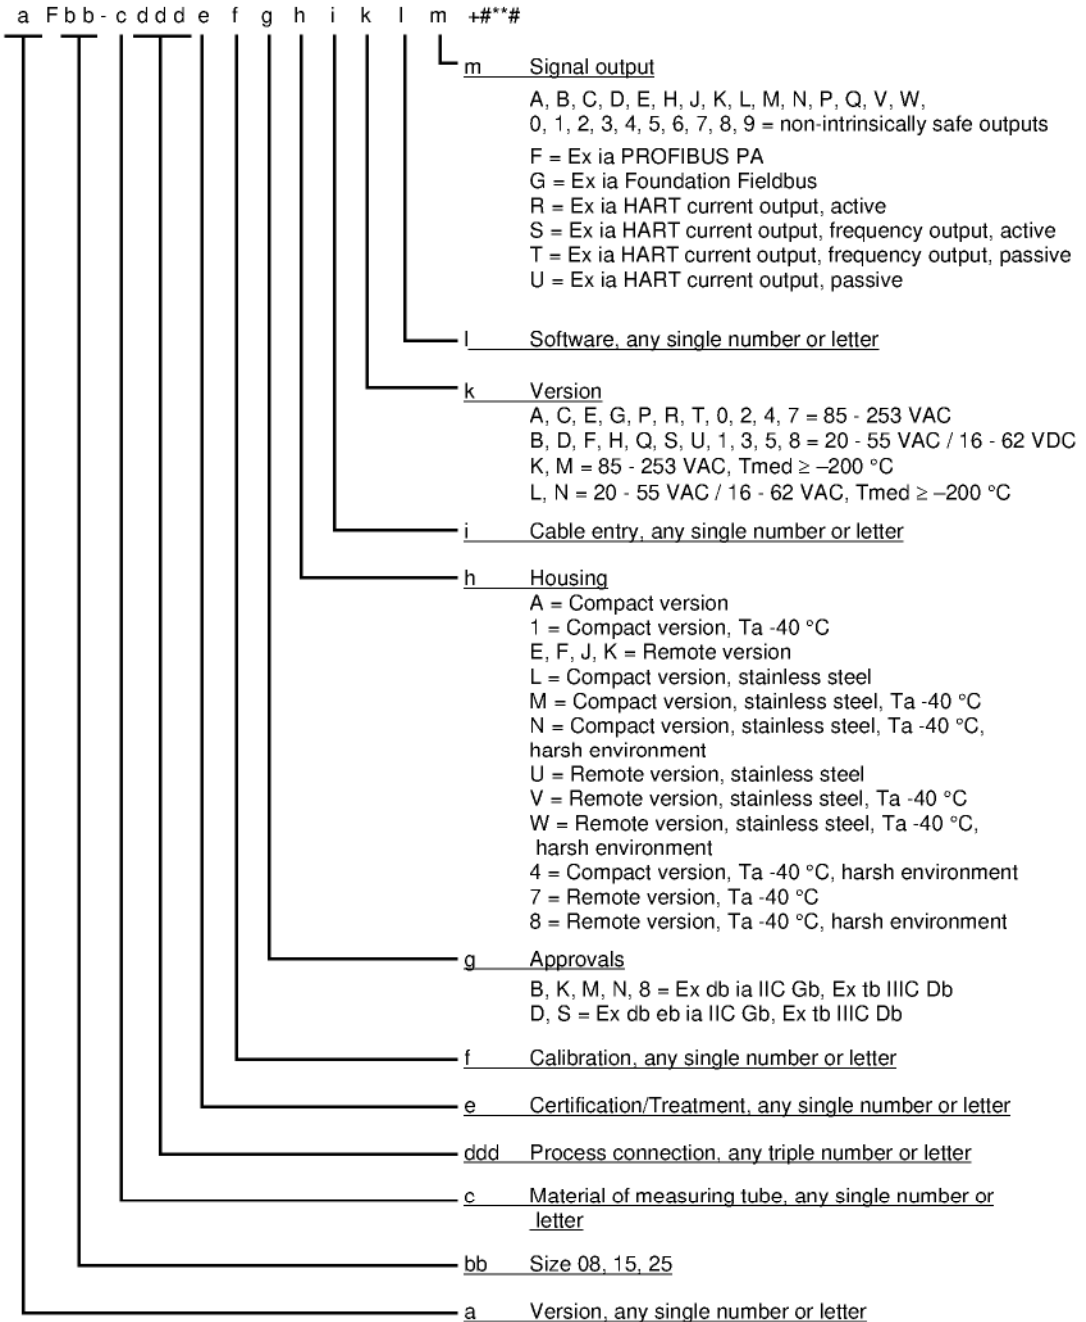 a F b b - c d d d e f g h i k l m +#**#
m Signal output
A, B, C, D, E, H, J, K, L, M, N, P, Q, V, W,
0, 1, 2, 3, 4, 5, 6, 7, 8, 9 = non-intrinsically safe outputs
F = Ex ia PROFIBUS PA
G = Ex ia Foundation Fieldbus
R = Ex ia HART current output, active
S = Ex ia HART current output, frequency output, active
T = Ex ia HART current output, frequency output, passive
U = Ex ia HART current output, passive
l Software, any single number or letter
k Version
A, C, E, G, P, R, T, 0, 2, 4, 7 = 85 - 253 VAC
B, D, F, H, Q, S, U, 1, 3, 5, 8 = 20 - 55 VAC / 16 - 62 VDC
K, M = 85 - 253 VAC, Tmed ≥ –200 °C
L, N = 20 - 55 VAC / 16 - 62 VAC, Tmed ≥ –200 °C
i Cable entry, any single number or letter
h Housing
A = Compact version
1 = Compact version, Ta -40 °C
E, F, J, K = Remote version
L = Compact version, stainless steel
M = Compact version, stainless steel, Ta -40 °C
N = Compact version, stainless steel, Ta -40 °C,
harsh environment
U = Remote version, stainless steel
V = Remote version, stainless steel, Ta -40 °C
W = Remote version, stainless steel, Ta -40 °C,
harsh environment
4 = Compact version, Ta -40 °C, harsh environment
7 = Remote version, Ta -40 °C
8 = Remote version, Ta -40 °C, harsh environment
g Approvals
B, K, M, N, 8 = Ex db ia IIC Gb, Ex tb IIIC Db
D, S = Ex db eb ia IIC Gb, Ex tb IIIC Db
f Calibration, any single number or letter
e Certification/Treatment, any single number or letter
ddd Process connection, any triple number or letter
c Material of measuring tube, any single number or
letter
bb Size 08, 15, 25
a Version, any single number or letter